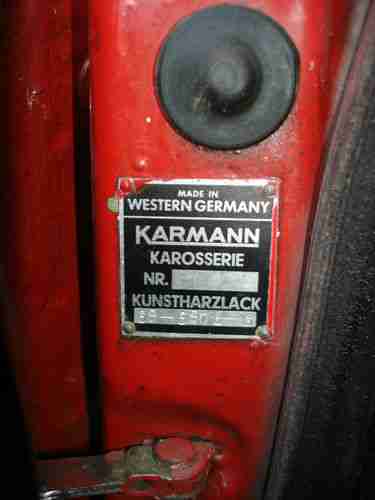 MADE IN
WESTERN GERMANY
KARMANN
KAROSSERIE
NR.
KUNSTHARZLACK